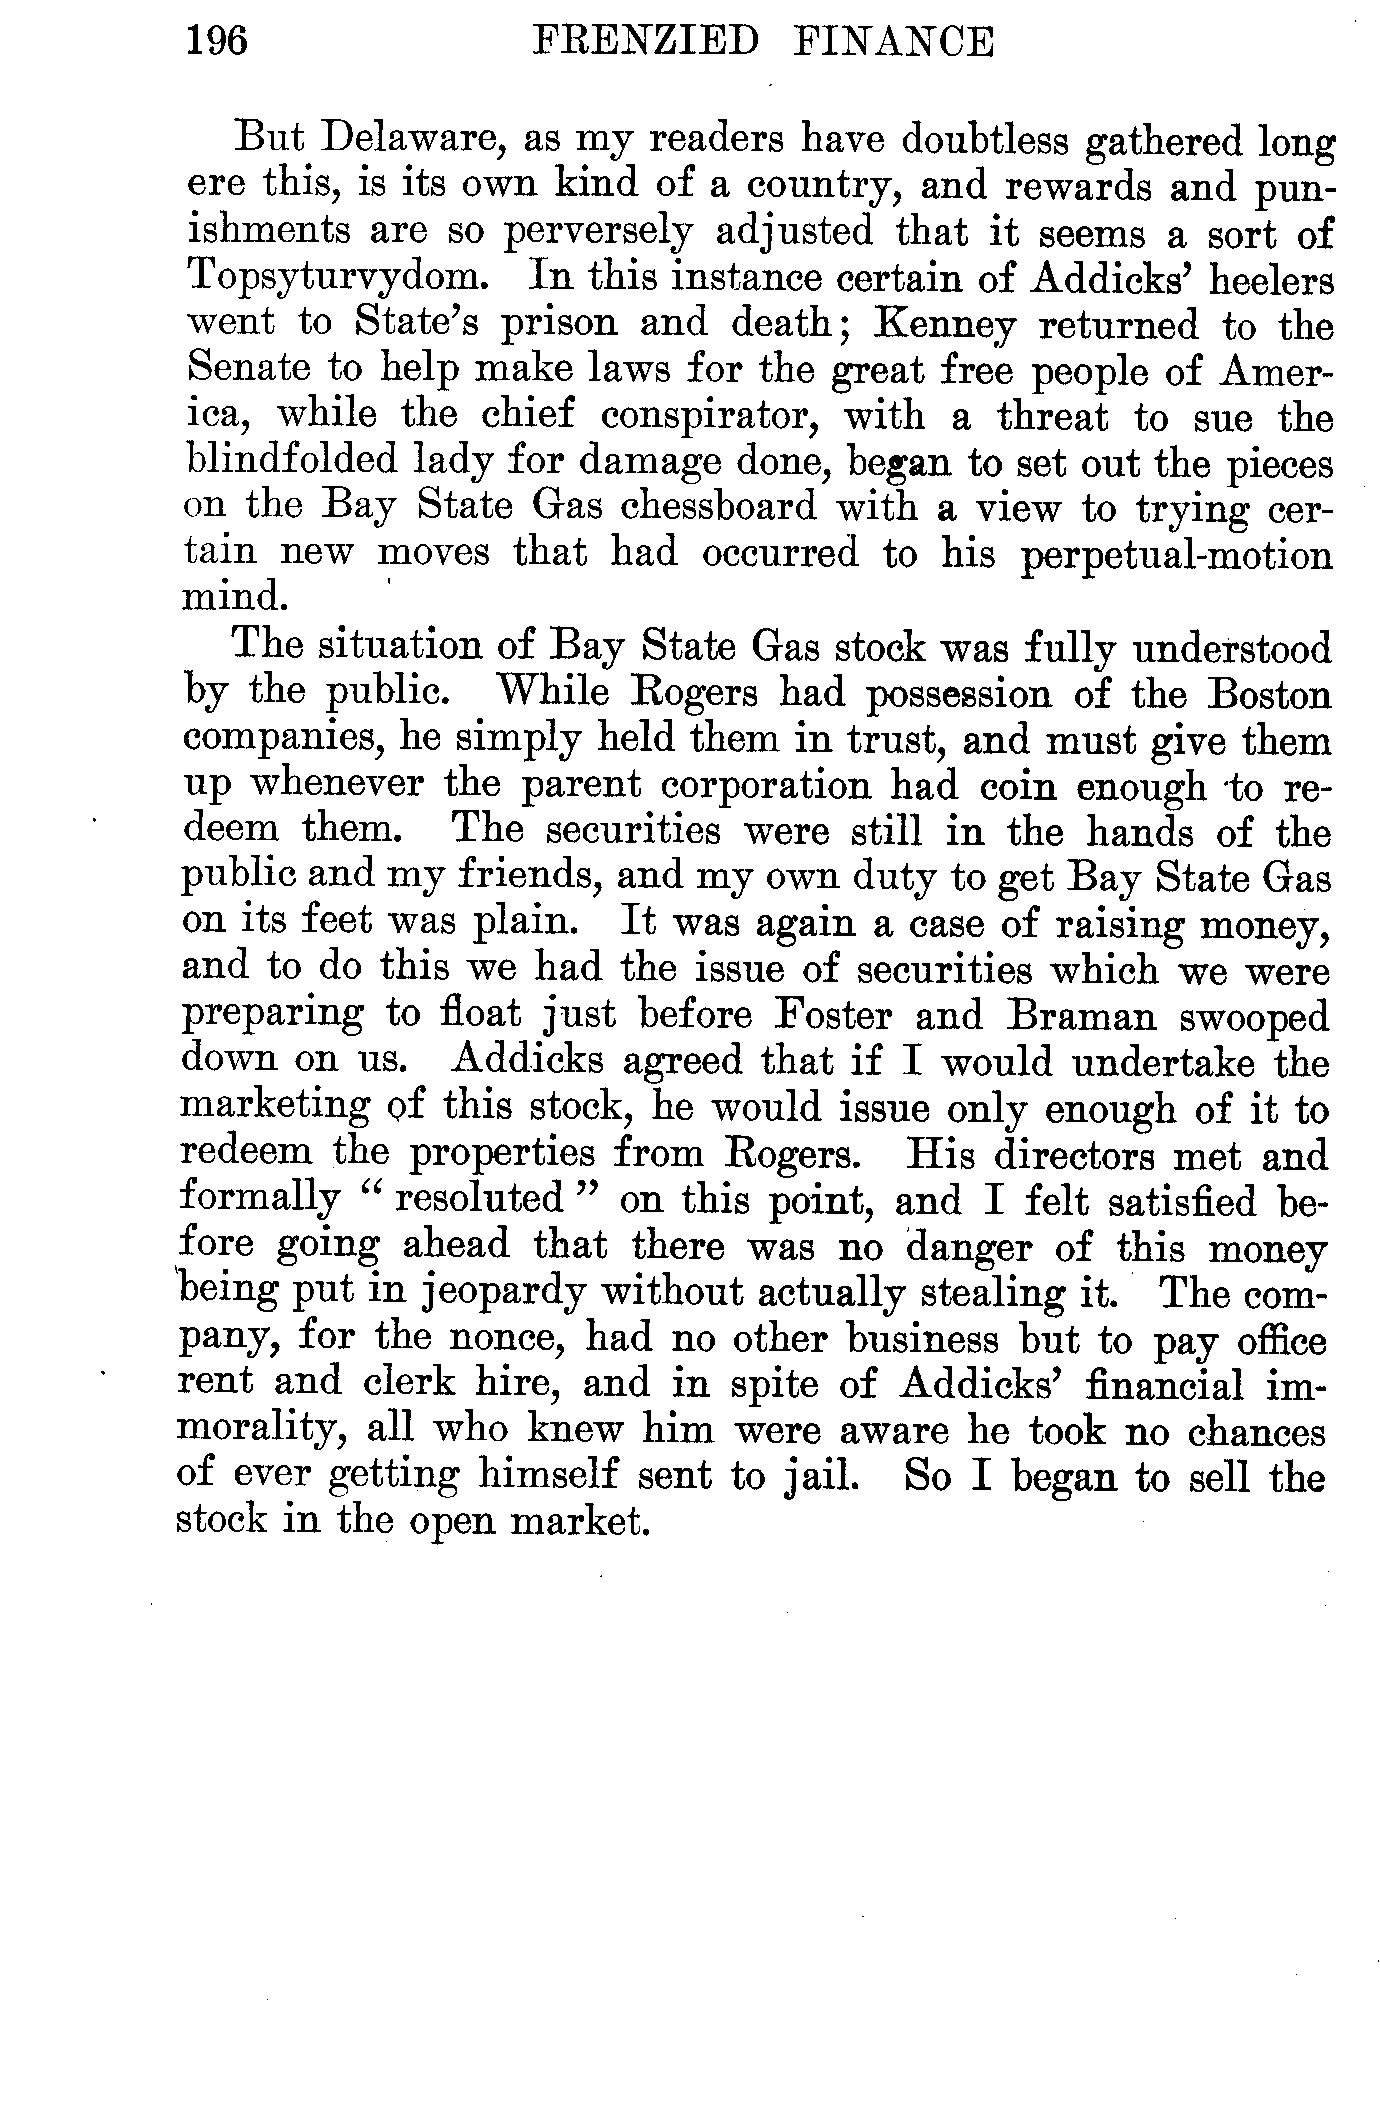 196 FRENZIED FINANCE
But Delaware, as my readers have doubtless gathered long
ere this, is its own kind of a country, and rewards and pun-
ishments are so perversely adjusted that it seems a sort of
Topsyturvydom. In this instance certain of Addicks' heelers
went to State's prison and death; Kenney returned to the
Senate to help make laws for the great free people of Amer-
ica, while the chief conspirator, with a threat to sue the
blindfolded lady for damage done, began to set out the pieces
on the Bay State Gas chessboard with a view to trying cer-
tain new moves that had occurred to his perpetual-motion
mind.
The situation of Bay State Gas stock was fully understood
by the public. While Rogers had possession of the Boston
companies, he simply held them in trust, and must give them
up whenever the parent corporation had coin enough to re-
deem them. The securities were still in the hands of the
public and my friends, and my own duty to get Bay State Gas
on its feet was plain. It was again a case of raising money,
and to do this we had the issue of securities which we were
preparing to float just before Foster and Braman swooped
down on us. Addicks agreed that if I would undertake the
marketing of this stock, he would issue only enough of it to
redeem the properties from Rogers. His directors met and
formally " resoluted " on this point, and I felt satisfied be-
fore going ahead that there was no danger of this money
being put in jeopardy without actually stealing it. The com-
pany, for the nonce, had no other business but to pay office
rent and clerk hire, and in spite of Addicks' financial im-
morality, all who knew him were aware he took no chances
of ever getting himself sent to jail. So I began to sell the
stock in the open market.